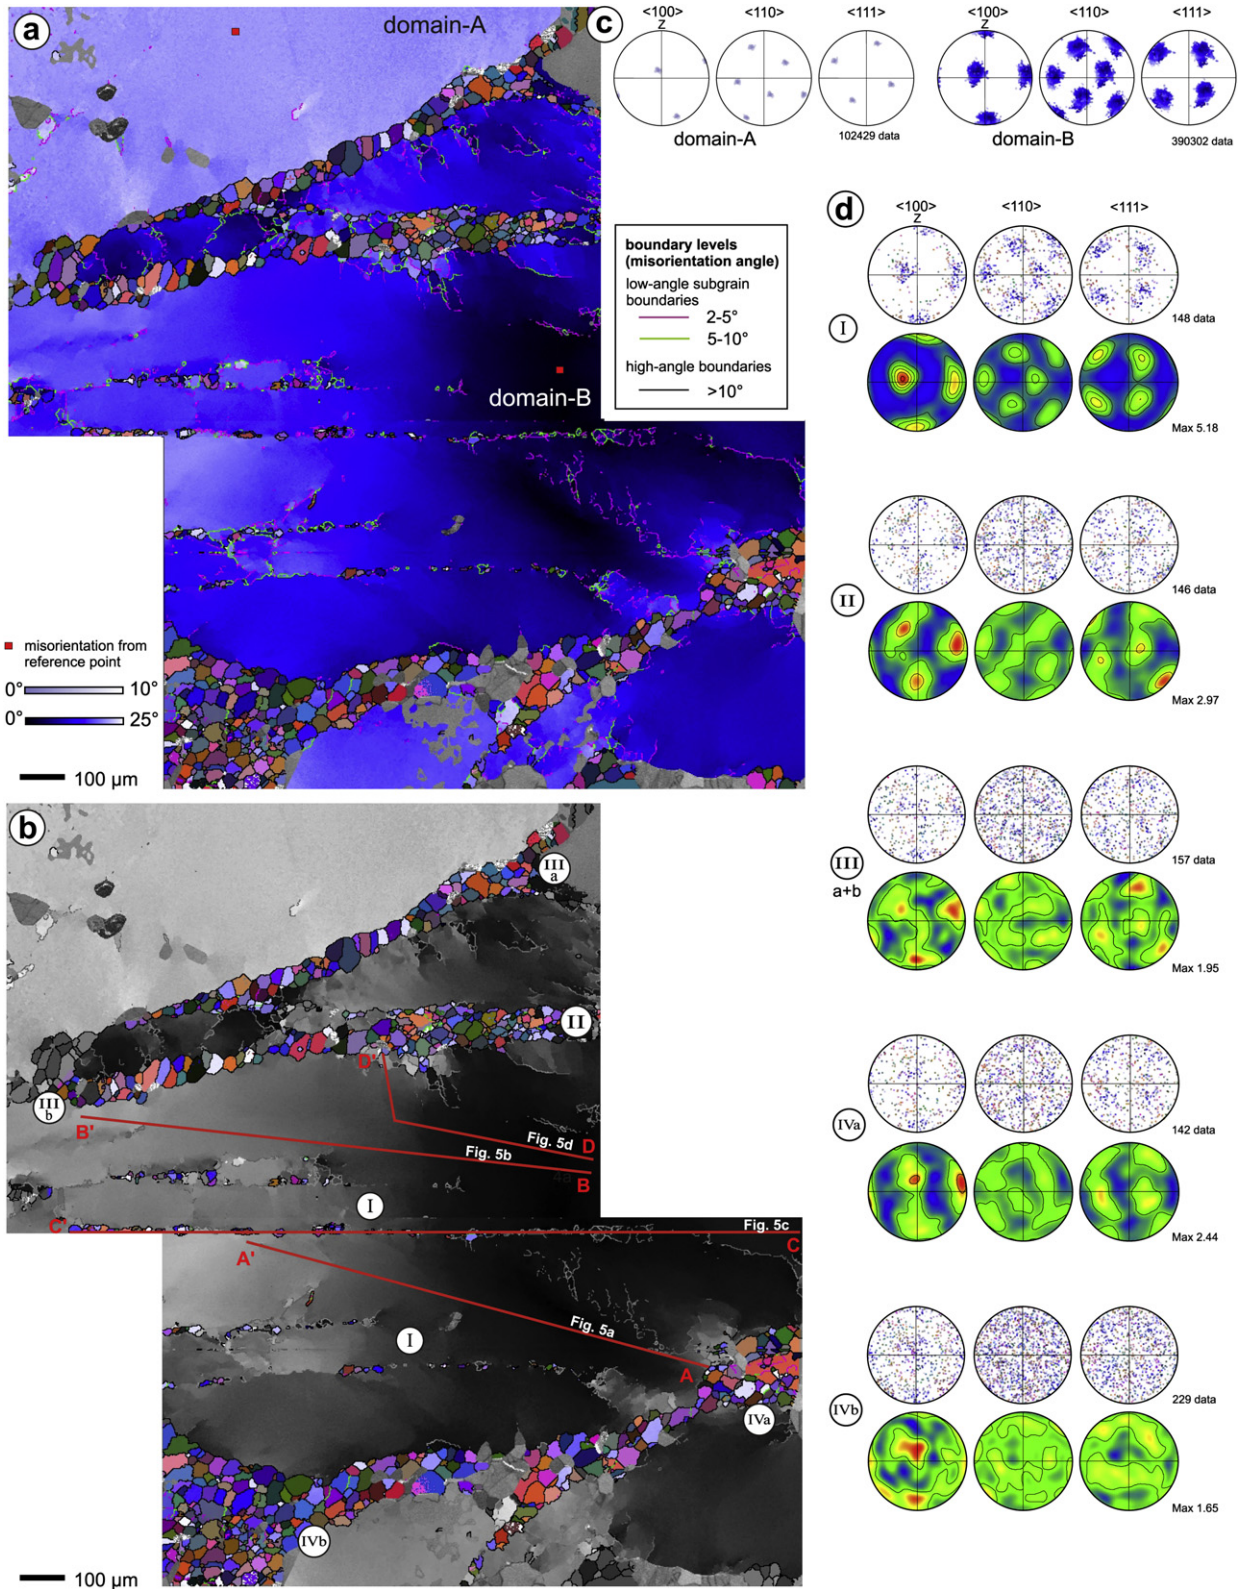 a
domain-A
domain-B
misorientation from
reference point
0°
10°
0°
25°
100 µm
boundary levels
(misorientation angle)
low-angle subgrain
boundaries
2-5°
5-10°
high-angle boundaries
>10°
c
<100>
<110>
<111>
Z
domain-A
102429 data
<100>
<110>
<111>
Z
domain-B
390302 data
b
III
a
II
D'
III
b
B'
Fig. 5d
D
Fig. 5b
B
I
C'
Fig. 5c
C
A'
Fig. 5a
I
A
IVa
IVb
100 µm
d
<100>
<110>
<111>
Z
I
148 data
Max 5.18
II
146 data
Max 2.97
III
a+b
157 data
Max 1.95
IVa
142 data
Max 2.44
IVb
229 data
Max 1.65